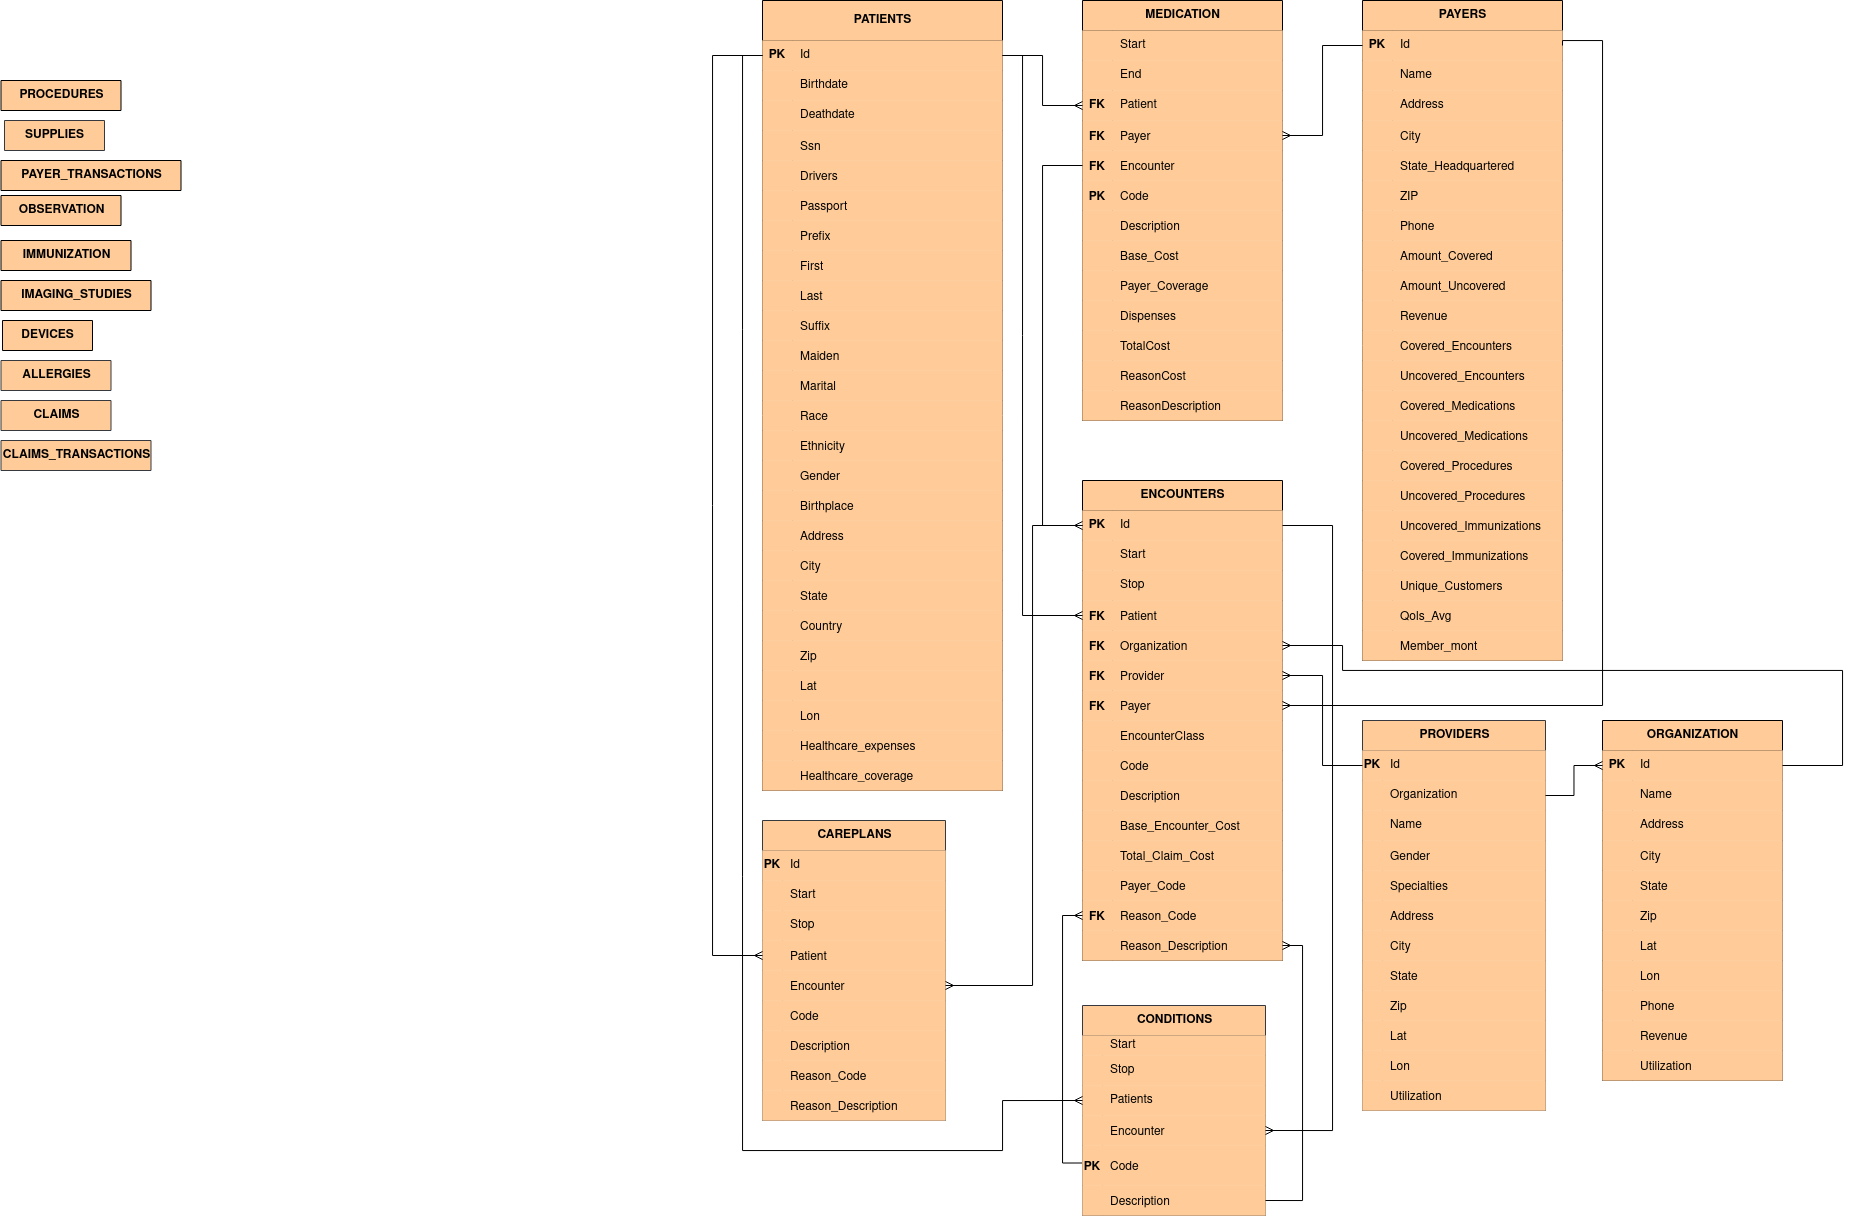 PROCEDURES
SUPPLIES
PAYER_TRANSACTIONS
OBSERVATION
IMMUNIZATION
IMAGING_STUDIES
DEVICES
ALLERGIES
CLAIMS
CLAIMS_TRANSACTIONS
PATIENTS
PK Id
Birthdate
Deathdate
Ssn
Drivers
Passport
Prefix
First
Last
Suffix
Maiden
Marital
Race
Ethnicity
Gender
Birthplace
Address
City
State
Country
Zip
Lat
Lon
Healthcare_expenses
Healthcare_coverage
CAREPLANS
PK Id
Start
Stop
Patient
Encounter
Code
Description
Reason_Code
Reason_Description
MEDICATION
Start
End
FK Patient
FK Payer
FK Encounter
PK Code
Description
Base_Cost
Payer_Coverage
Dispenses
TotalCost
ReasonCost
ReasonDescription
ENCOUNTERS
PK Id
Start
Stop
FK Patient
FK Organization
FK Provider
FK Payer
EncounterClass
Code
Description
Base_Encounter_Cost
Total_Claim_Cost
Payer_Code
FK Reason_Code
Reason_Description
CONDITIONS
Start
Stop
Patients
Encounter
PK Code
Description
PAYERS
PK Id
Name
Address
City
State_Headquartered
ZIP
Phone
Amount_Covered
Amount_Uncovered
Revenue
Covered_Encounters
Uncovered_Encounters
Covered_Medications
Uncovered_Medications
Covered_Procedures
Uncovered_Procedures
Uncovered_Immunizations
Covered_Immunizations
Unique_Customers
Qols_Avg
Member_mont
PROVIDERS
PK Id
Organization
Name
Gender
Specialties
Address
City
State
Zip
Lat
Lon
Utilization
ORGANIZATION
PK Id
Name
Address
City
State
Zip
Lat
Lon
Phone
Revenue
Utilization